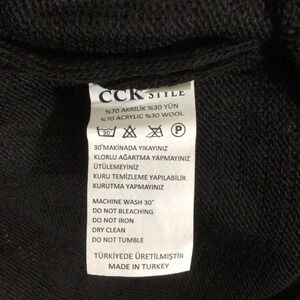 CCK STYLE
%70 AKRİLİK %30 YÜN
%70 ACRYLIC %30 WOOL
30 P
30°MAKİNADA YIKAYINIZ
KLORLU AĞARTMA YAPMAYINIZ
ÜTÜLEMEYİNİZ
KURU TEMİZLEME YAPILABİLİR
KURUTMA YAPMAYINIZ
MACHINE WASH 30°
DO NOT BLEACHING
DO NOT IRON
DRY CLEAN
DO NOT TUMBLE
TÜRKİYEDE ÜRETİLMİŞTİR
MADE IN TURKEY